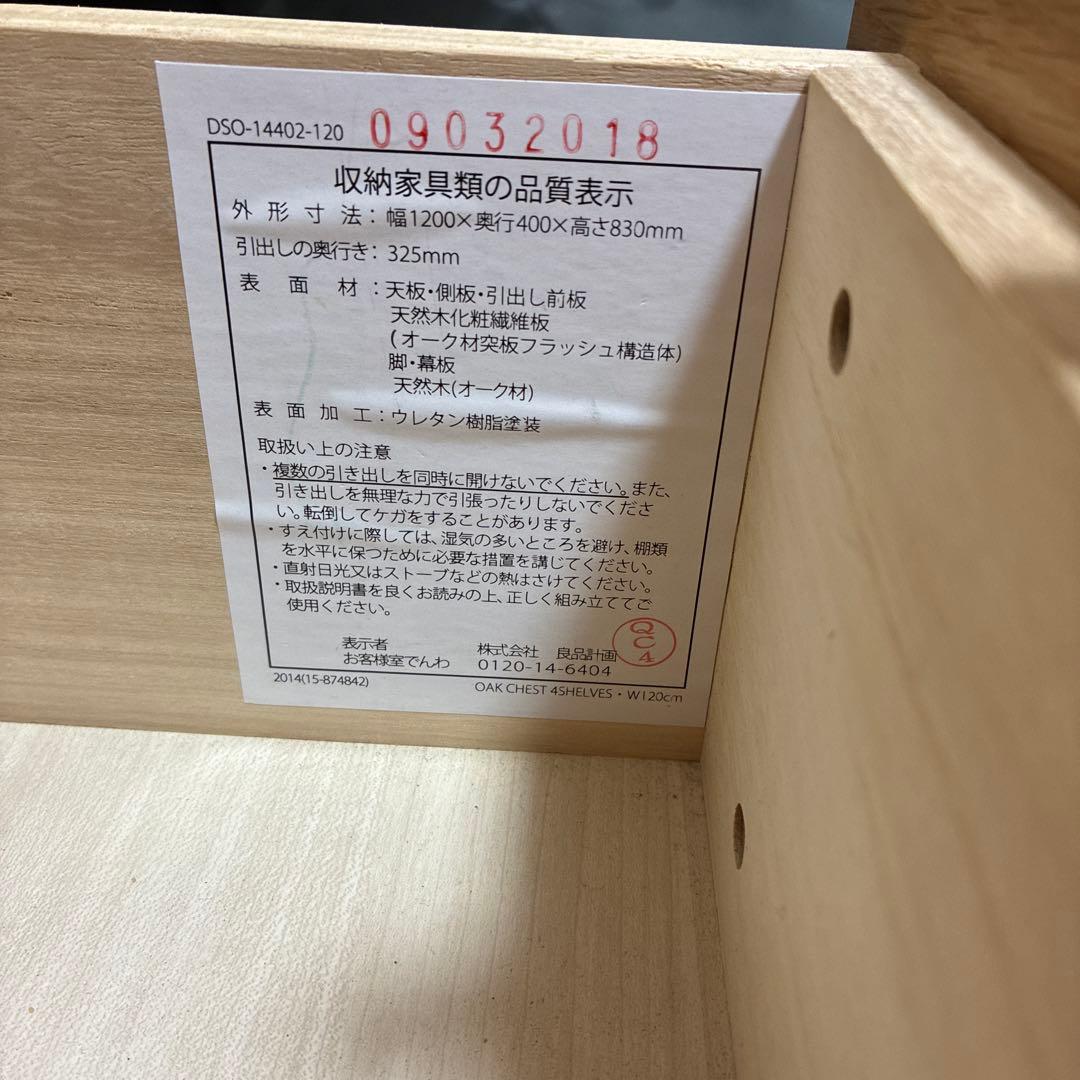 DSO-14402-120 09032018
収納家具類の品質表示
外形寸法：幅1200×奥行400×高さ830mm
引出しの奥行き：325mm
表面材：天板・側板・引出し前板
天然木化粧繊維板
(オーク材突板フラッシュ構造体)
脚・幕板
天然木(オーク材)
表面加工：ウレタン樹脂塗装
取扱い上の注意
・複数の引き出しを同時に開けないでください。また、
引き出しを無理な力で引張ったりしないでくださ
い。転倒してケガをすることがあります。
・すえ付けに際しては、湿気の多いところを避け、棚類
を水平に保つために必要な措置を講じてください。
・直射日光又はストーブなどの熱はさけてください。
・取扱説明書を良くお読みの上、正しく組み立ててご
使用ください。
表示者 株式会社 良品計画
お客様室でんわ 0120-14-6404
QC4
2014(15-874842) OAK CHEST 4SHELVES・W120cm